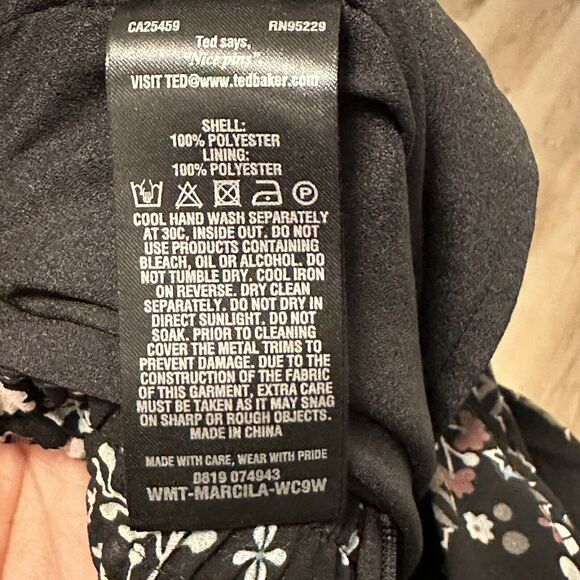 CA25459 RN95229
Ted says,
"Nice pins"
VISIT TED@www.tedbaker.com
SHELL:
100% POLYESTER
LINING:
100% POLYESTER
P
COOL HAND WASH SEPARATELY
AT 30C, INSIDE OUT. DO NOT
USE PRODUCTS CONTAINING
BLEACH, OIL OR ALCOHOL. DO
NOT TUMBLE DRY. COOL IRON
ON REVERSE. DRY CLEAN
SEPARATELY. DO NOT DRY IN
DIRECT SUNLIGHT. DO NOT
SOAK. PRIOR TO CLEANING
COVER THE METAL TRIMS TO
PREVENT DAMAGE. DUE TO THE
CONSTRUCTION OF THE FABRIC
OF THIS GARMENT, EXTRA CARE
MUST BE TAKEN AS IT MAY SNAG
ON SHARP OR ROUGH OBJECTS.
MADE IN CHINA
MADE WITH CARE, WEAR WITH PRIDE
D819 074943
WMT-MARCILA-WC9W